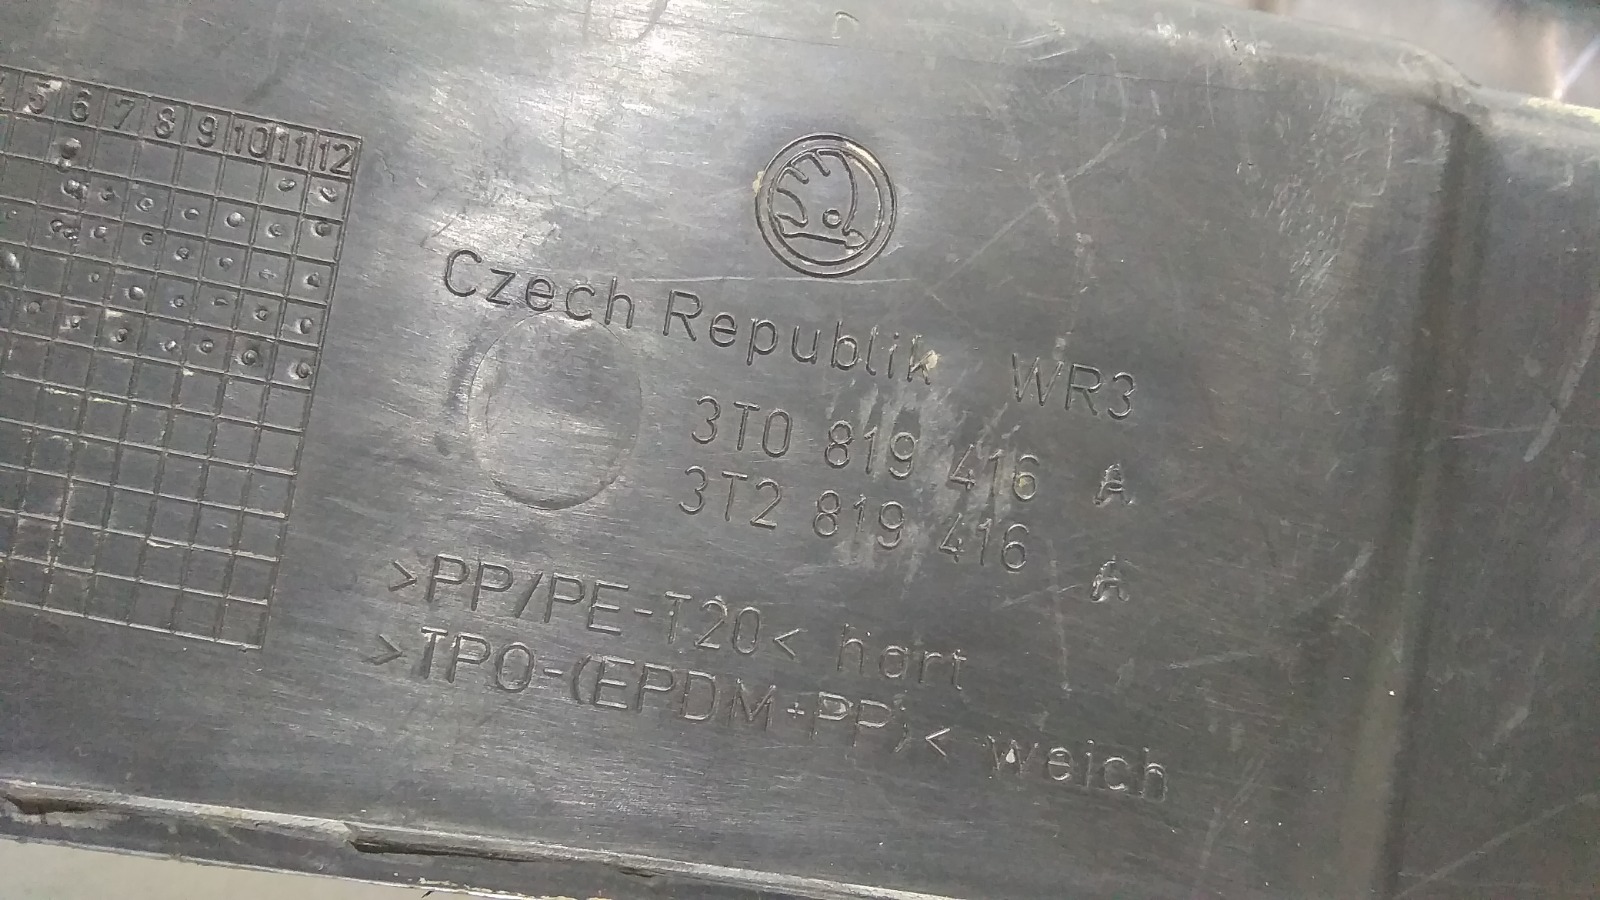 5 6 7 8 9 10 11 12
Czech Republik WR3
3T0 819 416 A
3T2 819 416 A
>PP/PE-T20< hart
>TPO-(EPDM+PP)< weich